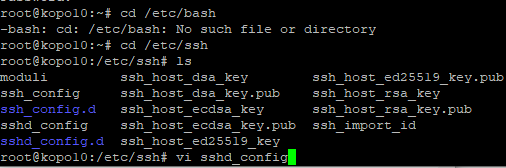 root@kopo10:~# cd /etc/bash
-bash: cd: /etc/bash: No such file or directory
root@kopo10:~# cd /etc/ssh
root@kopo10:/etc/ssh# ls
moduli ssh_host_dsa_key ssh_host_ed25519_key.pub
ssh_config ssh_host_dsa_key.pub ssh_host_rsa_key
ssh_config.d ssh_host_ecdsa_key ssh_host_rsa_key.pub
sshd_config ssh_host_ecdsa_key.pub ssh_import_id
sshd_config.d ssh_host_ed25519_key
root@kopo10:/etc/ssh# vi sshd_config